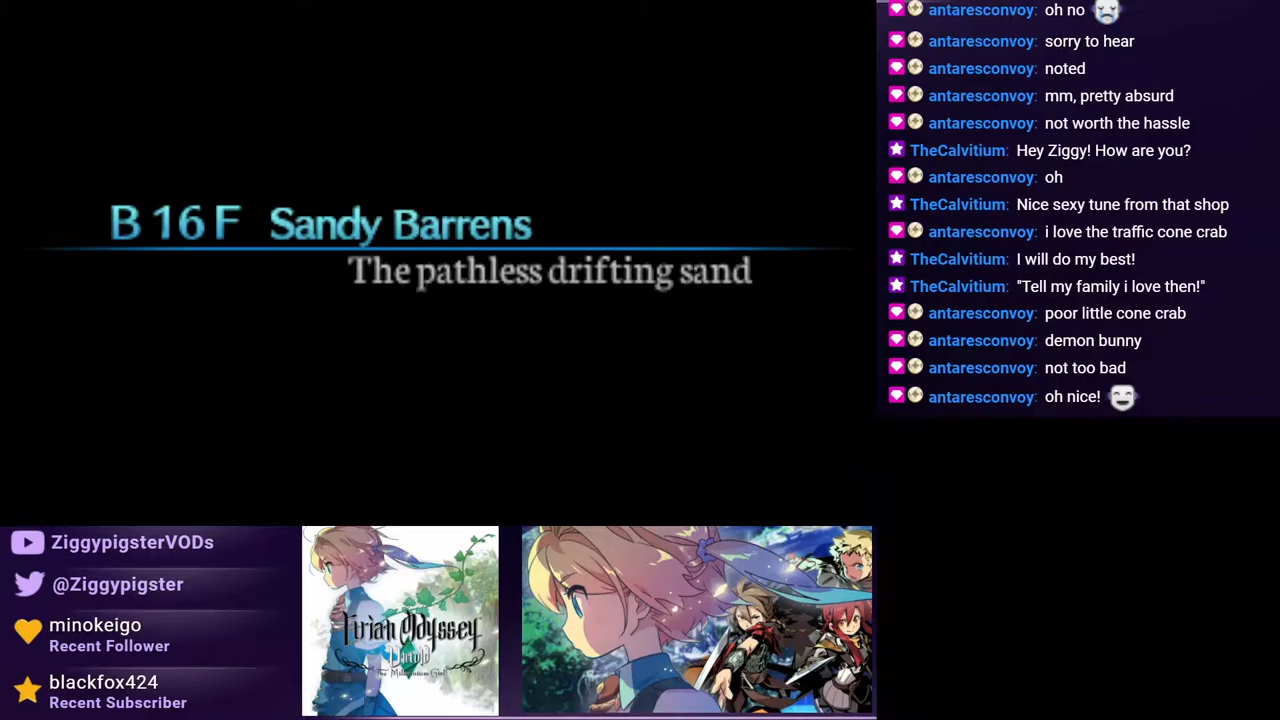 B 16 F Sandy Barrens
The pathless drifting sand
antaresconvoy: oh no
antaresconvoy: sorry to hear
antaresconvoy: noted
antaresconvoy: mm, pretty absurd
antaresconvoy: not worth the hassle
TheCalvitium: Hey Ziggy! How are you?
antaresconvoy: oh
TheCalvitium: Nice sexy tune from that shop
antaresconvoy: i love the traffic cone crab
TheCalvitium: I will do my best!
TheCalvitium: "Tell my family i love then!"
antaresconvoy: poor little cone crab
antaresconvoy: demon bunny
antaresconvoy: not too bad
antaresconvoy: oh nice!
ZiggypigsterVODs
@Ziggypigster
minokeigo
Recent Follower
blackfox424
Recent Subscriber
Odyssey
The Millennium Girl